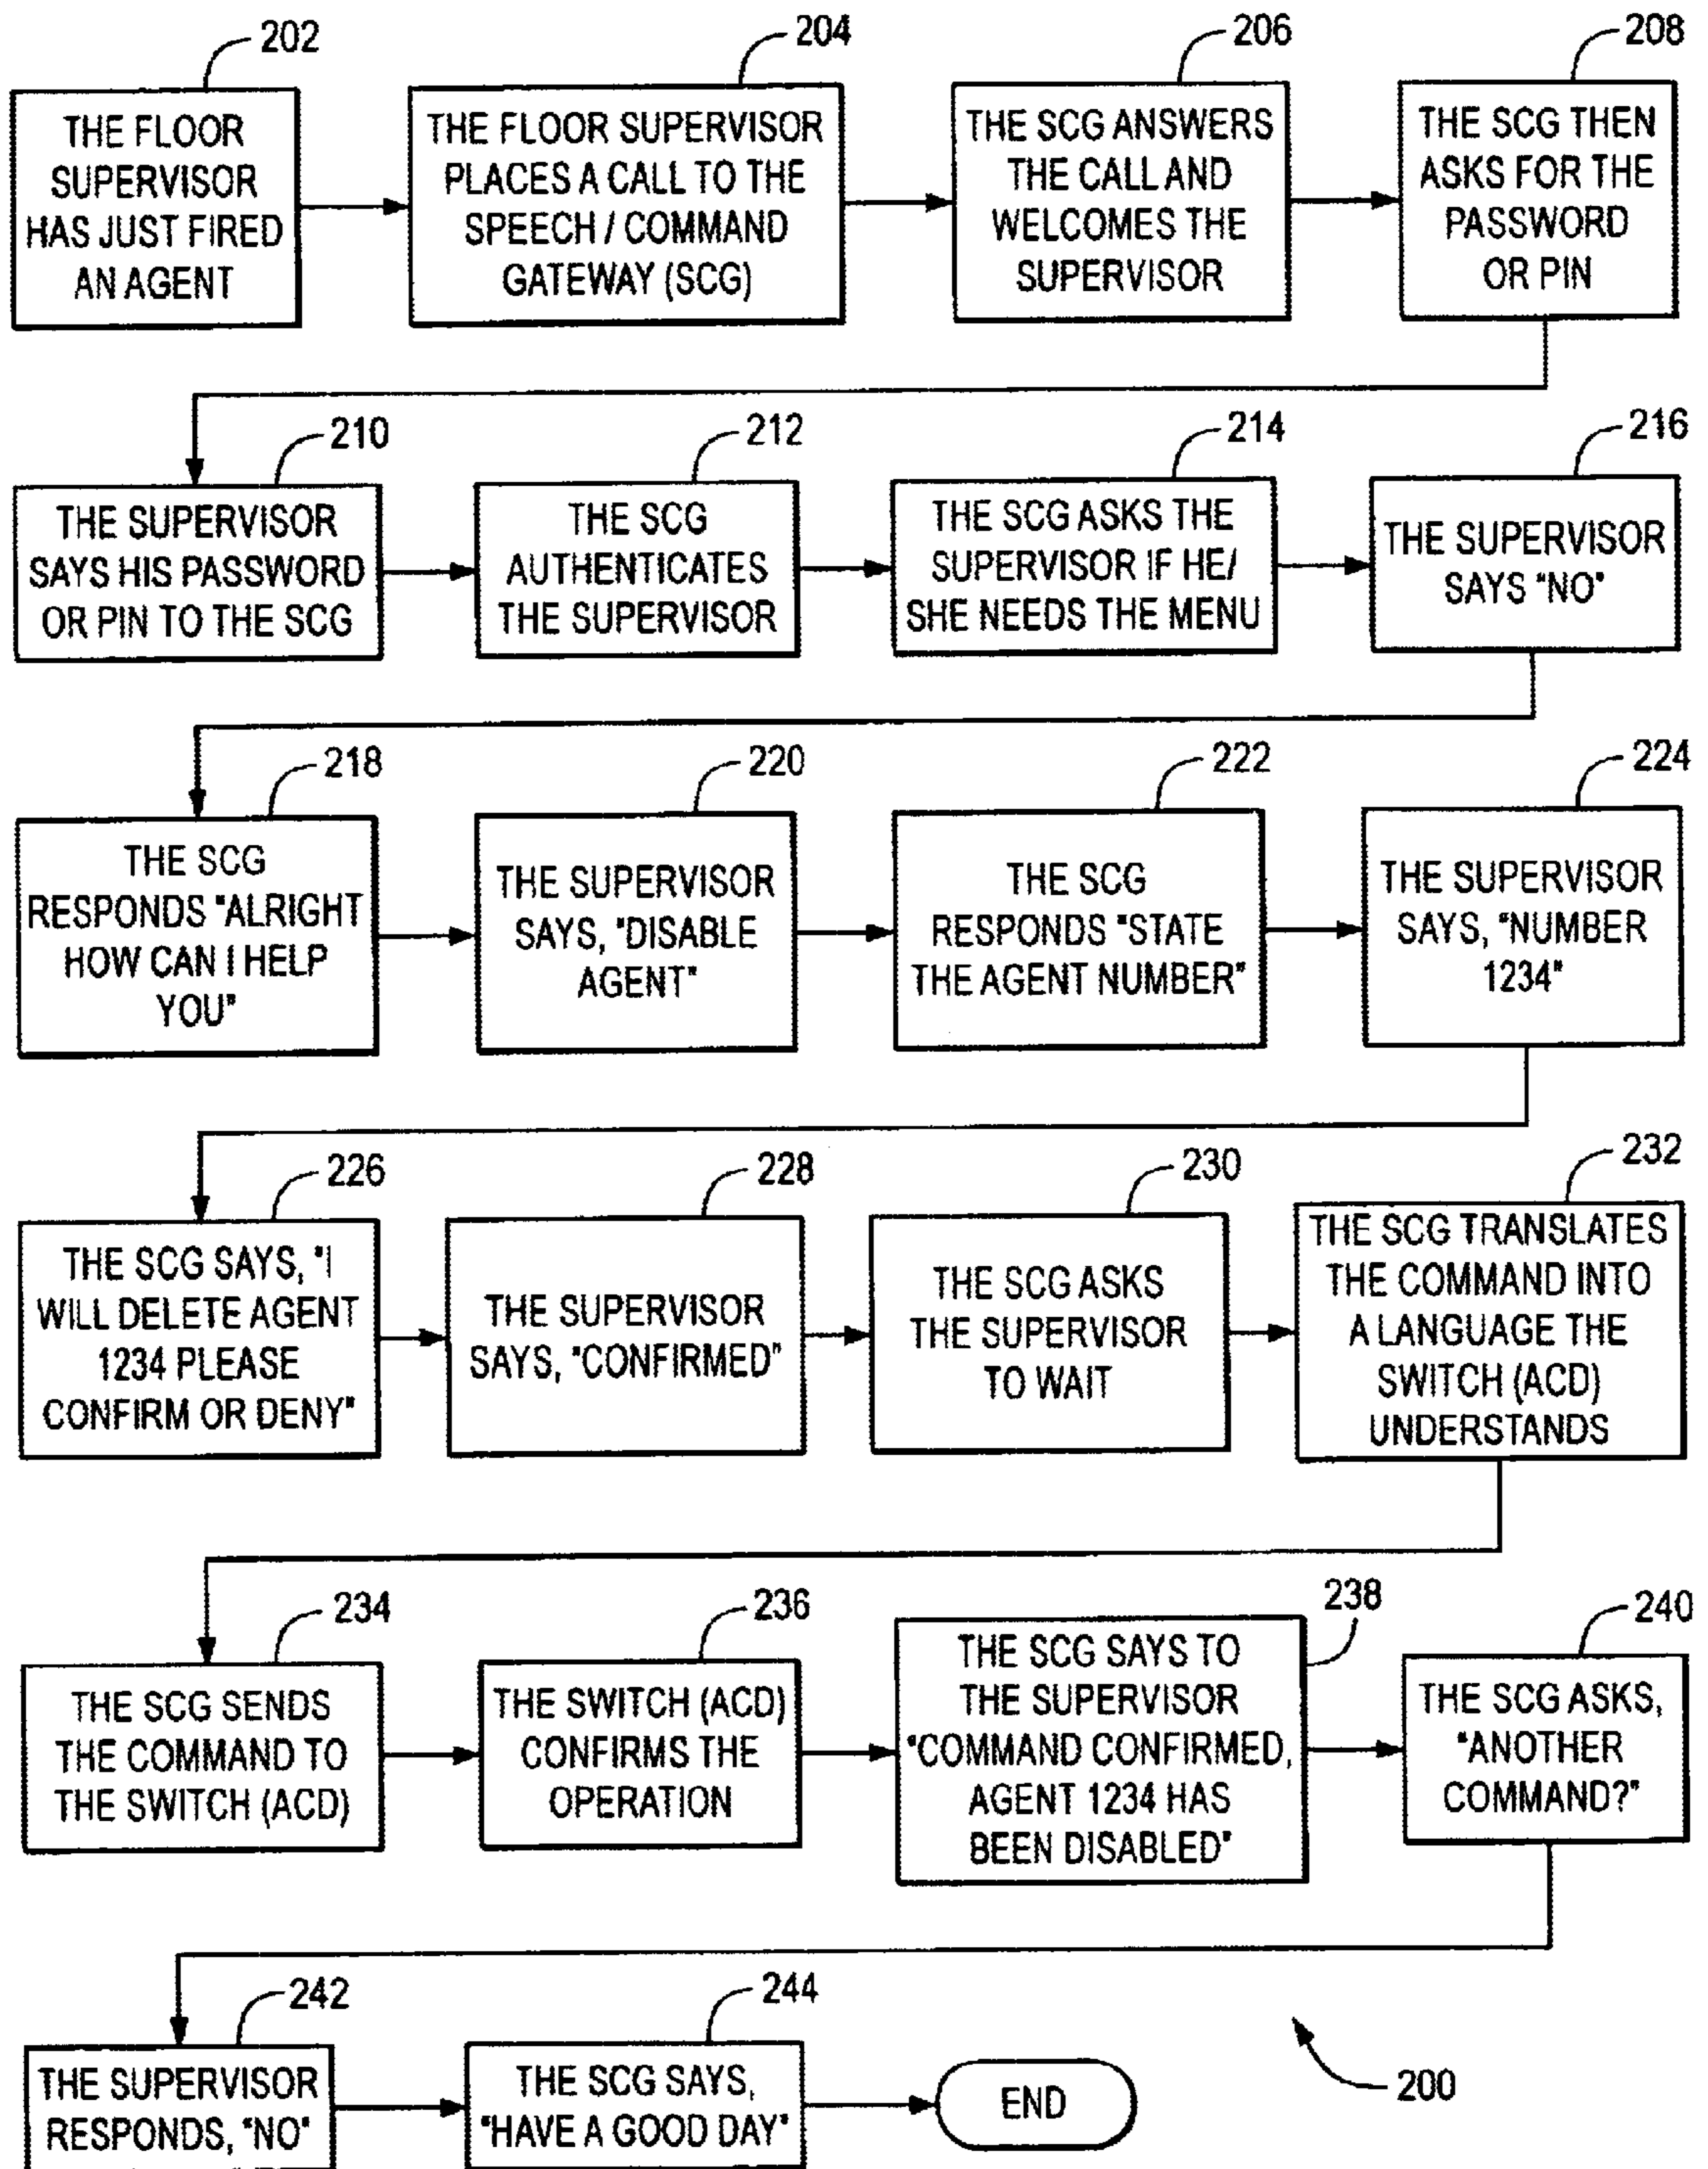 202
THE FLOOR
SUPERVISOR
HAS JUST FIRED
AN AGENT
204
THE FLOOR SUPERVISOR
PLACES A CALL TO THE
SPEECH / COMMAND
GATEWAY (SCG)
206
THE SCG ANSWERS
THE CALL AND
WELCOMES THE
SUPERVISOR
208
THE SCG THEN
ASKS FOR THE
PASSWORD
OR PIN
210
THE SUPERVISOR
SAYS HIS PASSWORD
OR PIN TO THE SCG
212
THE SCG
AUTHENTICATES
THE SUPERVISOR
214
THE SCG ASKS THE
SUPERVISOR IF HE/
SHE NEEDS THE MENU
216
THE SUPERVISOR
SAYS "NO"
218
THE SCG
RESPONDS "ALRIGHT
HOW CAN I HELP
YOU"
220
THE SUPERVISOR
SAYS, "DISABLE
AGENT"
222
THE SCG
RESPONDS "STATE
THE AGENT NUMBER"
224
THE SUPERVISOR
SAYS, "NUMBER
1234"
226
THE SCG SAYS, "I
WILL DELETE AGENT
1234 PLEASE
CONFIRM OR DENY"
228
THE SUPERVISOR
SAYS, "CONFIRMED"
230
THE SCG ASKS
THE SUPERVISOR
TO WAIT
232
THE SCG TRANSLATES
THE COMMAND INTO
A LANGUAGE THE
SWITCH (ACD)
UNDERSTANDS
234
THE SCG SENDS
THE COMMAND TO
THE SWITCH (ACD)
236
THE SWITCH (ACD)
CONFIRMS THE
OPERATION
238
THE SCG SAYS TO
THE SUPERVISOR
"COMMAND CONFIRMED,
AGENT 1234 HAS
BEEN DISABLED"
240
THE SCG ASKS,
"ANOTHER
COMMAND?"
242
THE SUPERVISOR
RESPONDS, "NO"
244
THE SCG SAYS,
"HAVE A GOOD DAY"
END
200